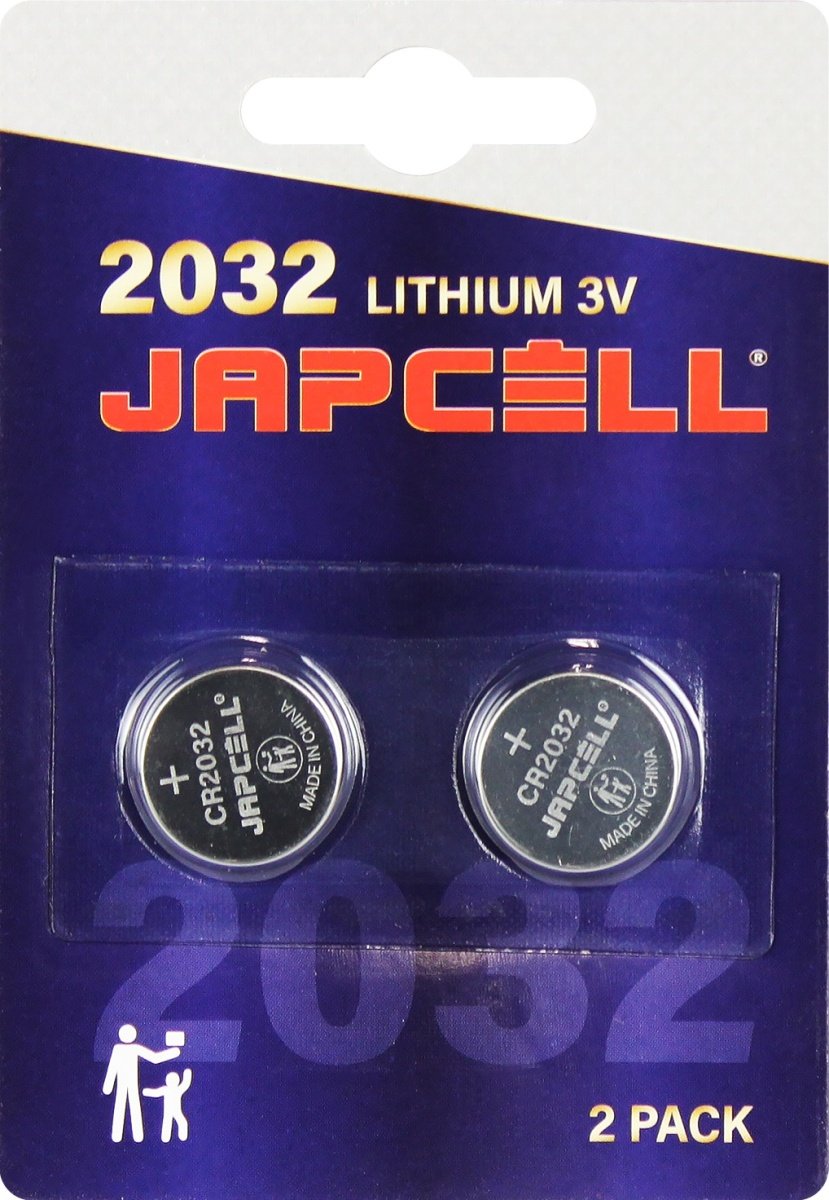 2032 LITHIUM 3V
JAPCELL®
+
CR2032
JAPCELL®
MADE IN CHINA
+
CR2032
JAPCELL®
MADE IN CHINA
2032
2 PACK